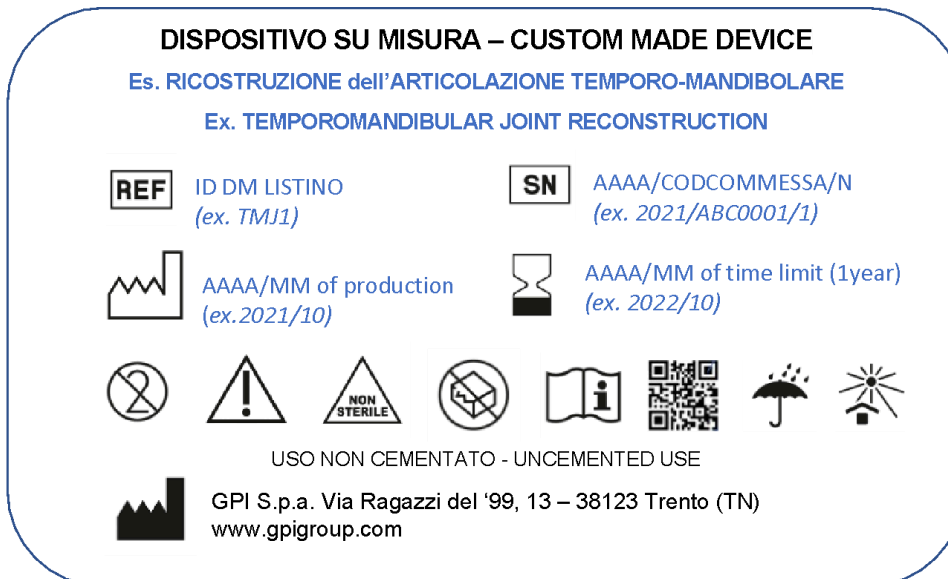 DISPOSITIVO SU MISURA – CUSTOM MADE DEVICE
Es. RICOSTRUZIONE dell'ARTICOLAZIONE TEMPORO-MANDIBOLARE
Ex. TEMPOROMANDIBULAR JOINT RECONSTRUCTION
REF ID DM LISTINO
(ex. TMJ1)
SN AAAA/CODCOMMESSA/N
(ex. 2021/ABC0001/1)
AAAA/MM of production
(ex.2021/10)
AAAA/MM of time limit (1year)
(ex. 2022/10)
2
NON
STERILE
USO NON CEMENTATO - UNCEMENTED USE
GPI S.p.a. Via Ragazzi del '99, 13 – 38123 Trento (TN)
www.gpigroup.com